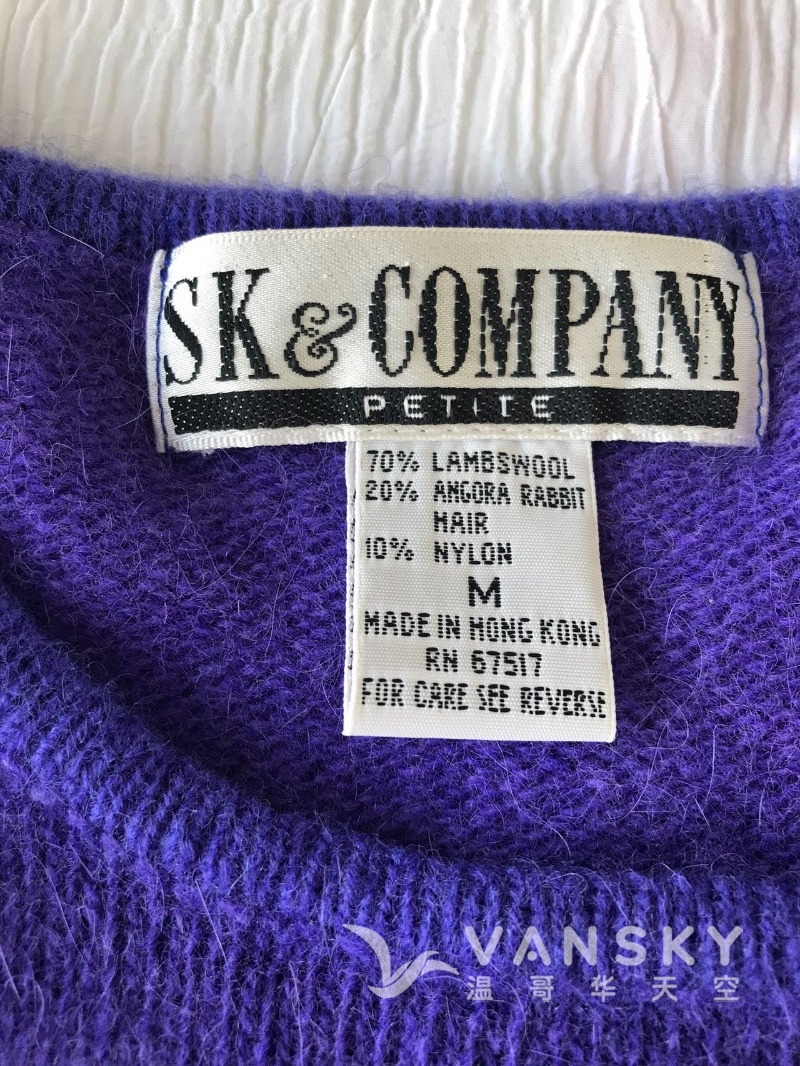 SK & COMPANY
PETITE
70% LAMBSWOOL
20% ANGORA RABBIT
HAIR
10% NYLON
M
MADE IN HONG KONG
RN 67517
FOR CARE SEE REVERSE
VANSKY
温哥华天空